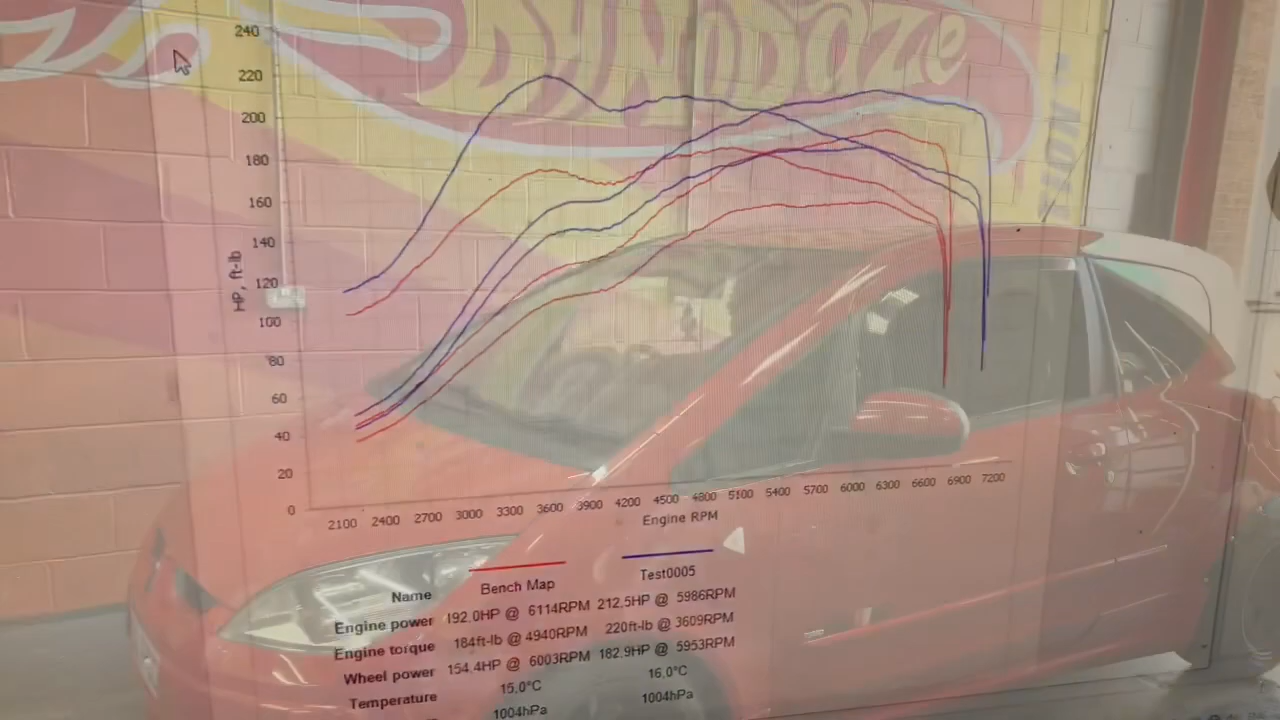 DYNODaze
240
220
200
180
160
140
120
100
80
60
40
20
0
HP, ft-lb
2100 2400 2700 3000 3300 3600 3900 4200 4500 4800 5100 5400 5700 6000 6300 6600 6900 7200
Engine RPM
Name Bench Map Test0005
Engine power 192.0HP @ 6114RPM 212.5HP @ 5986RPM
Engine torque 184ft-lb @ 4940RPM 220ft-lb @ 3609RPM
Wheel power 154.4HP @ 6003RPM 182.9HP @ 5953RPM
Temperature 15.0°C 16.0°C
1004hPa 1004hPa